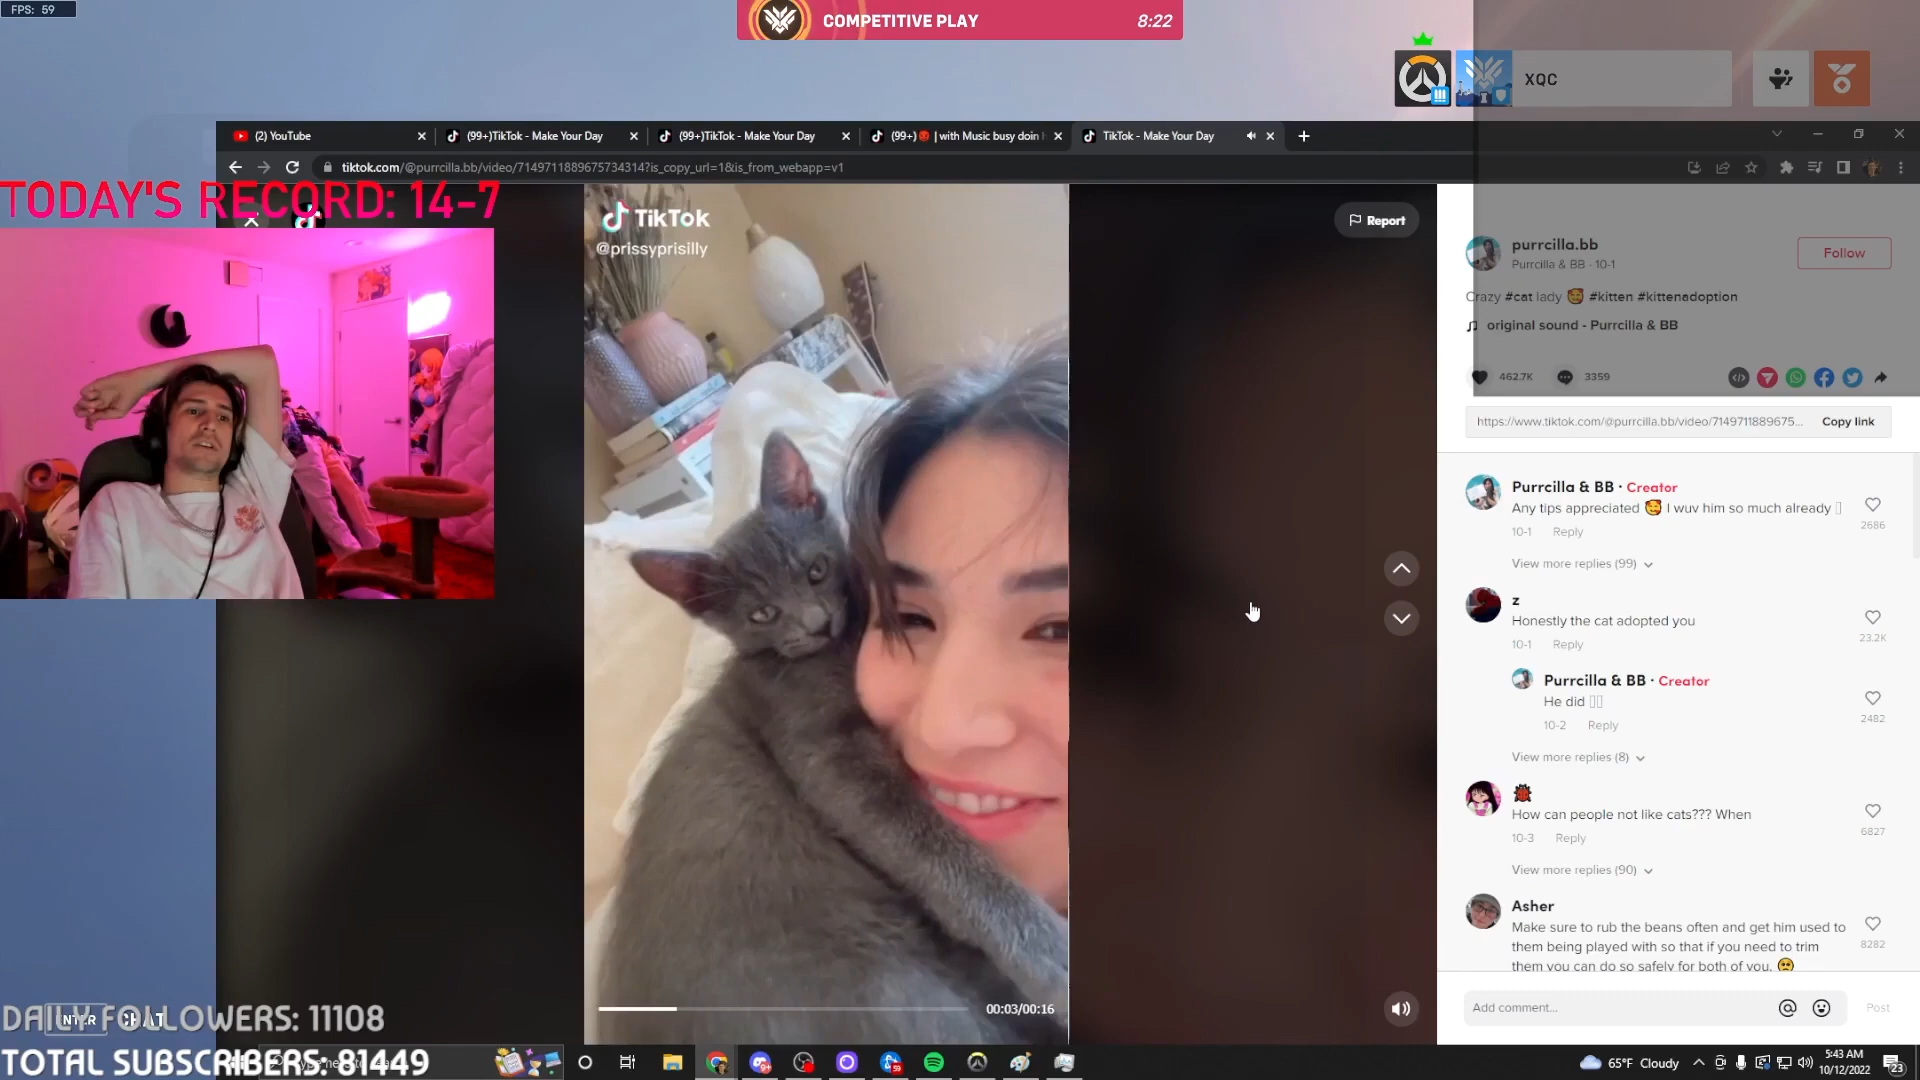 FPS: 59
COMPETITIVE PLAY
8:22
XQC
(2) YouTube
(99+)TikTok - Make Your Day
(99+)TikTok - Make Your Day
(99+) | with Music busy doin
TikTok - Make Your Day
tiktok.com/@purrcilla.bb/video/7149711889675734314?is_copy_url=1&is_from_webapp=v1
TODAY'S RECORD: 14-7
TikTok
@prissyprisilly
Report
purrcilla.bb
Purrcilla & BB · 10-1
Follow
Crazy #cat lady 🥰 #kitten #kittenadoption
original sound - Purrcilla & BB
462.7K
3359
https://www.tiktok.com/@purrcilla.bb/video/7149711889675...
Copy link
Purrcilla & BB · Creator
Any tips appreciated 🥰 I wuv him so much already
2686
10-1 Reply
View more replies (99)
z
Honestly the cat adopted you
23.2K
10-1 Reply
Purrcilla & BB · Creator
He did
2482
10-2 Reply
View more replies (8)
🐞
How can people not like cats??? When
6827
10-3 Reply
View more replies (90)
Asher
Make sure to rub the beans often and get him used to
them being played with so that if you need to trim
them you can do so safely for both of you. 🥺
8282
00:03/00:16
Add comment...
Post
ENTER CHAT
DAILY FOLLOWERS: 11108
TOTAL SUBSCRIBERS: 81449
65°F Cloudy
5:43 AM
10/12/2022
23